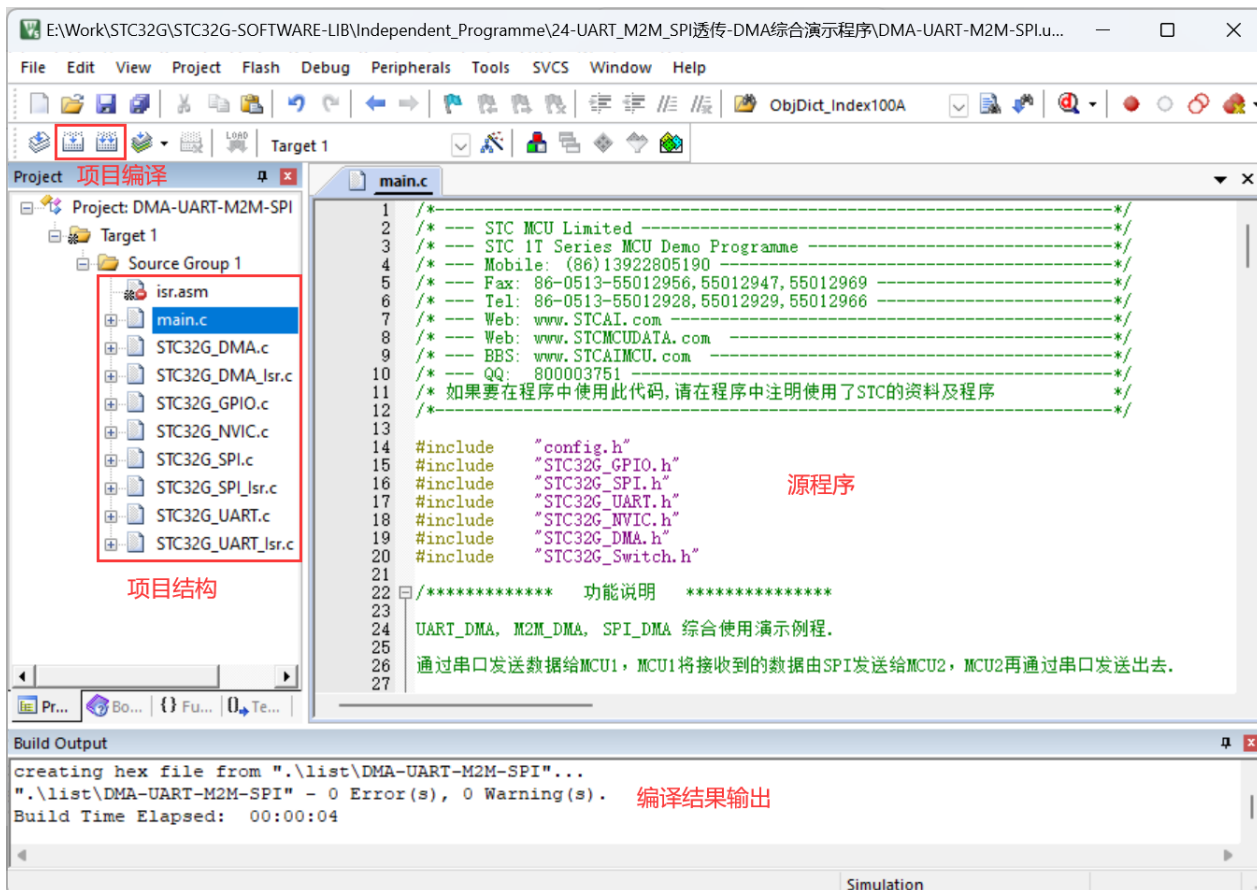 E:\Work\STC32G\STC32G-SOFTWARE-LIB\Independent_Programme\24-UART_M2M_SPI透传-DMA综合演示程序\DMA-UART-M2M-SPI.u...
File Edit View Project Flash Debug Peripherals Tools SVCS Window Help
ObjDict_Index100A
LOAD Target 1
Project 项目编译
main.c
Project: DMA-UART-M2M-SPI
Target 1
Source Group 1
isr.asm
main.c
STC32G_DMA.c
STC32G_DMA_Isr.c
STC32G_GPIO.c
STC32G_NVIC.c
STC32G_SPI.c
STC32G_SPI_Isr.c
STC32G_UART.c
STC32G_UART_Isr.c
项目结构
Pr... Bo... {} Fu... Te...
1 /*---------------------------------------------------------------------*/
2 /* --- STC MCU Limited ------------------------------------------------*/
3 /* --- STC 1T Series MCU Demo Programme -------------------------------*/
4 /* --- Mobile: (86)13922805190 ----------------------------------------*/
5 /* --- Fax: 86-0513-55012956,55012947,55012969 ------------------------*/
6 /* --- Tel: 86-0513-55012928,55012929,55012966 ------------------------*/
7 /* --- Web: www.STCAI.com ---------------------------------------------*/
8 /* --- Web: www.STCMCUDATA.com ---------------------------------------*/
9 /* --- BBS: www.STCAIMCU.com -----------------------------------------*/
10 /* --- QQ: 800003751 -------------------------------------------------*/
11 /* 如果要在程序中使用此代码,请在程序中注明使用了STC的资料及程序 */
12 /*---------------------------------------------------------------------*/
13
14 #include "config.h"
15 #include "STC32G_GPIO.h"
16 #include "STC32G_SPI.h"
17 #include "STC32G_UART.h"
18 #include "STC32G_NVIC.h"
19 #include "STC32G_DMA.h"
20 #include "STC32G_Switch.h"
源程序
21
22 /************* 功能说明 ***************
23
24 UART_DMA, M2M_DMA, SPI_DMA 综合使用演示例程.
25
26 通过串口发送数据给MCU1，MCU1将接收到的数据由SPI发送给MCU2，MCU2再通过串口发送出去.
27
Build Output
creating hex file from ".\list\DMA-UART-M2M-SPI"...
".\list\DMA-UART-M2M-SPI" - 0 Error(s), 0 Warning(s).
Build Time Elapsed: 00:00:04
编译结果输出
Simulation